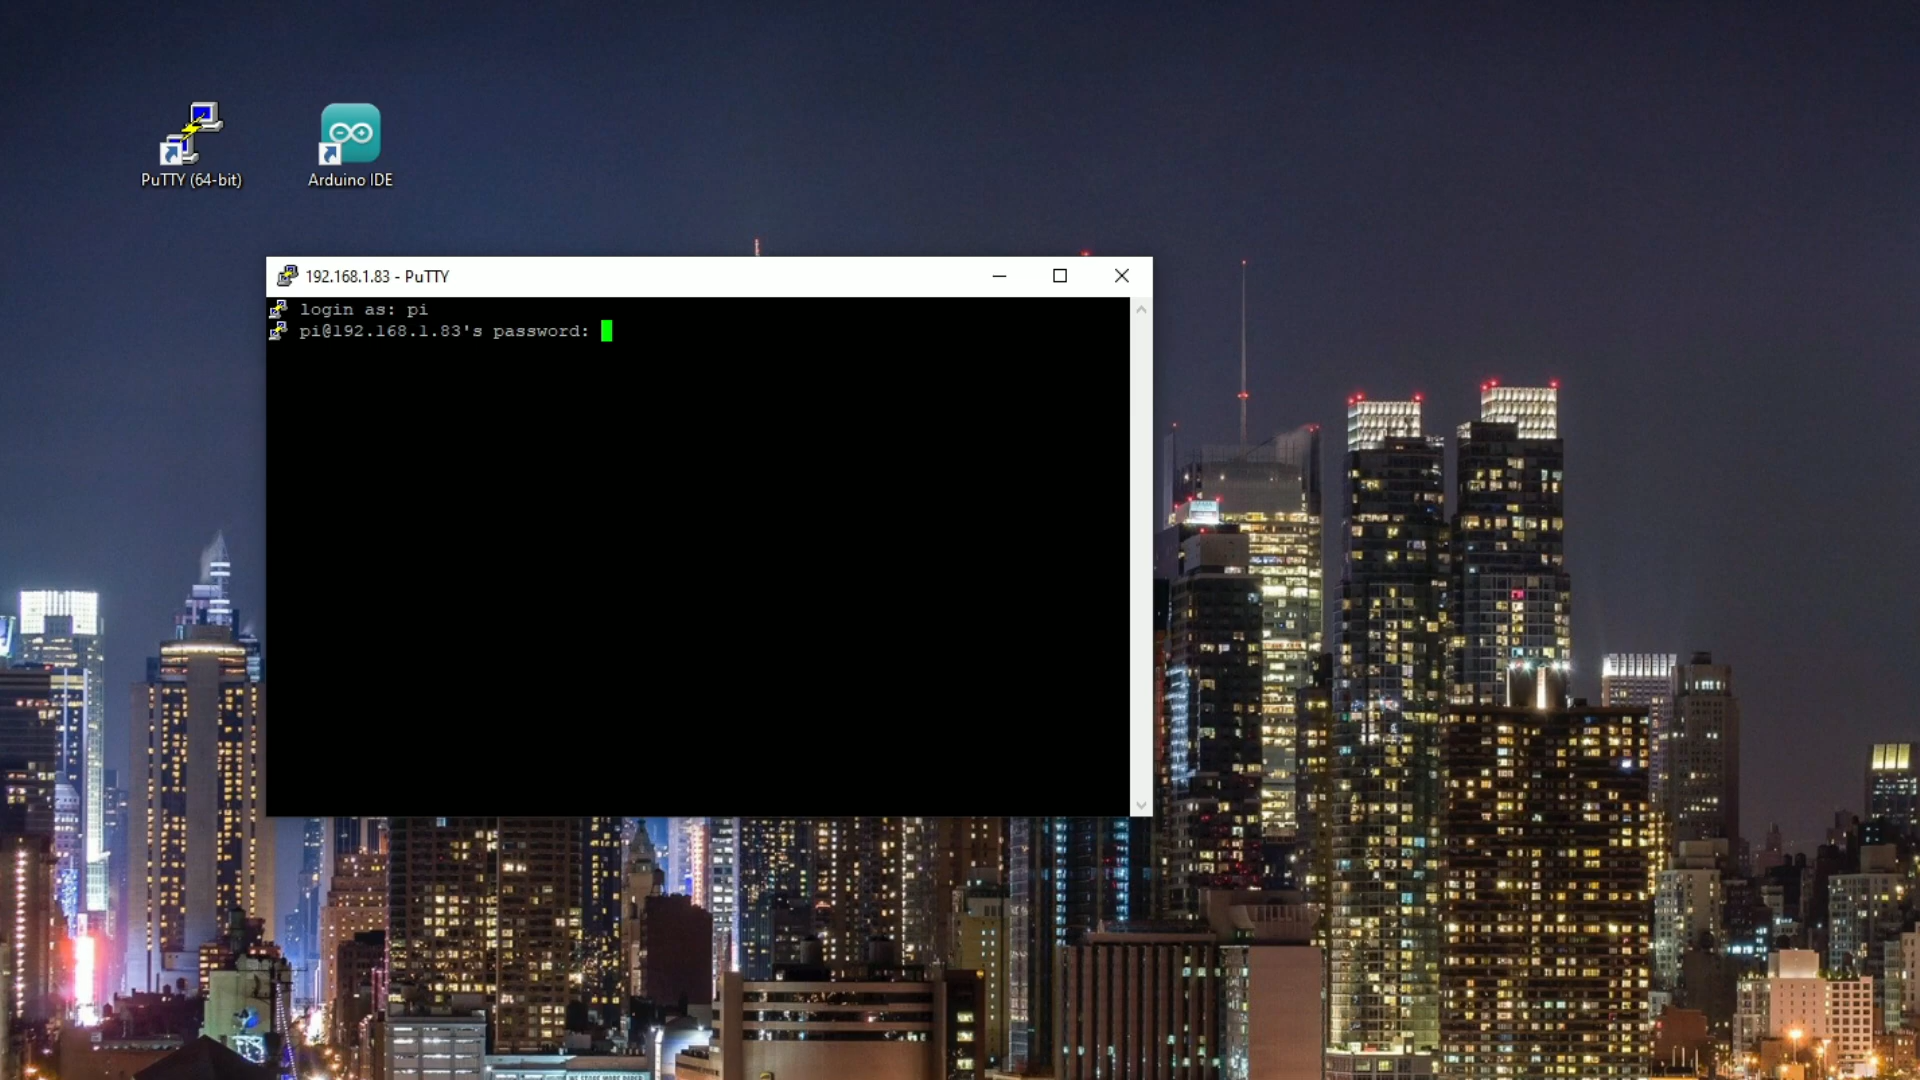 PuTTY (64-bit)
Arduino IDE
192.168.1.83 - PuTTY
login as: pi
pi@192.168.1.83's password: